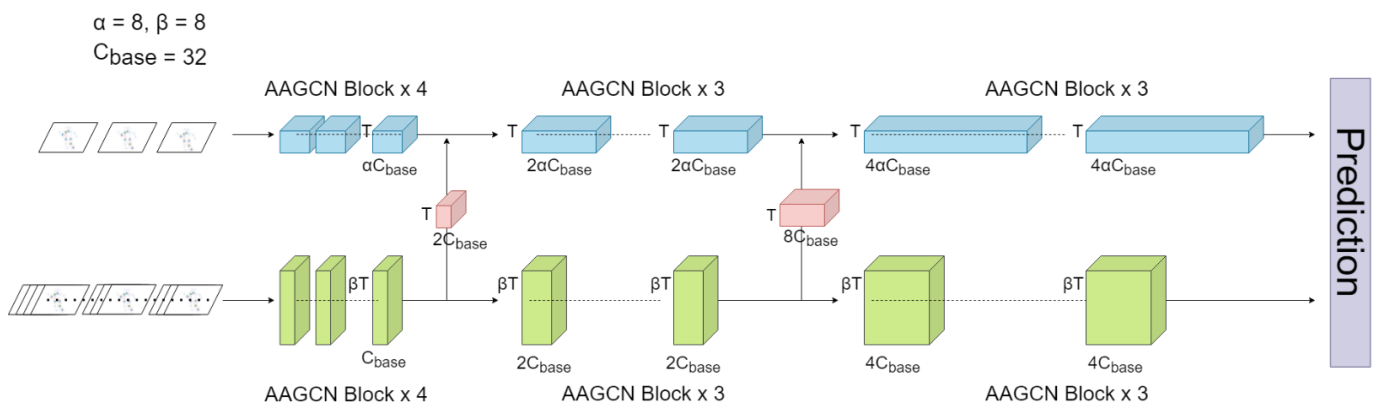 α = 8, β = 8
Cbase = 32
AAGCN Block x 4
AAGCN Block x 3
AAGCN Block x 3
T
T
T
T
T
αCbase
2αCbase
2αCbase
4αCbase
4αCbase
T
2Cbase
T
8Cbase
Prediction
βT
βT
βT
βT
βT
Cbase
2Cbase
2Cbase
4Cbase
4Cbase
AAGCN Block x 4
AAGCN Block x 3
AAGCN Block x 3